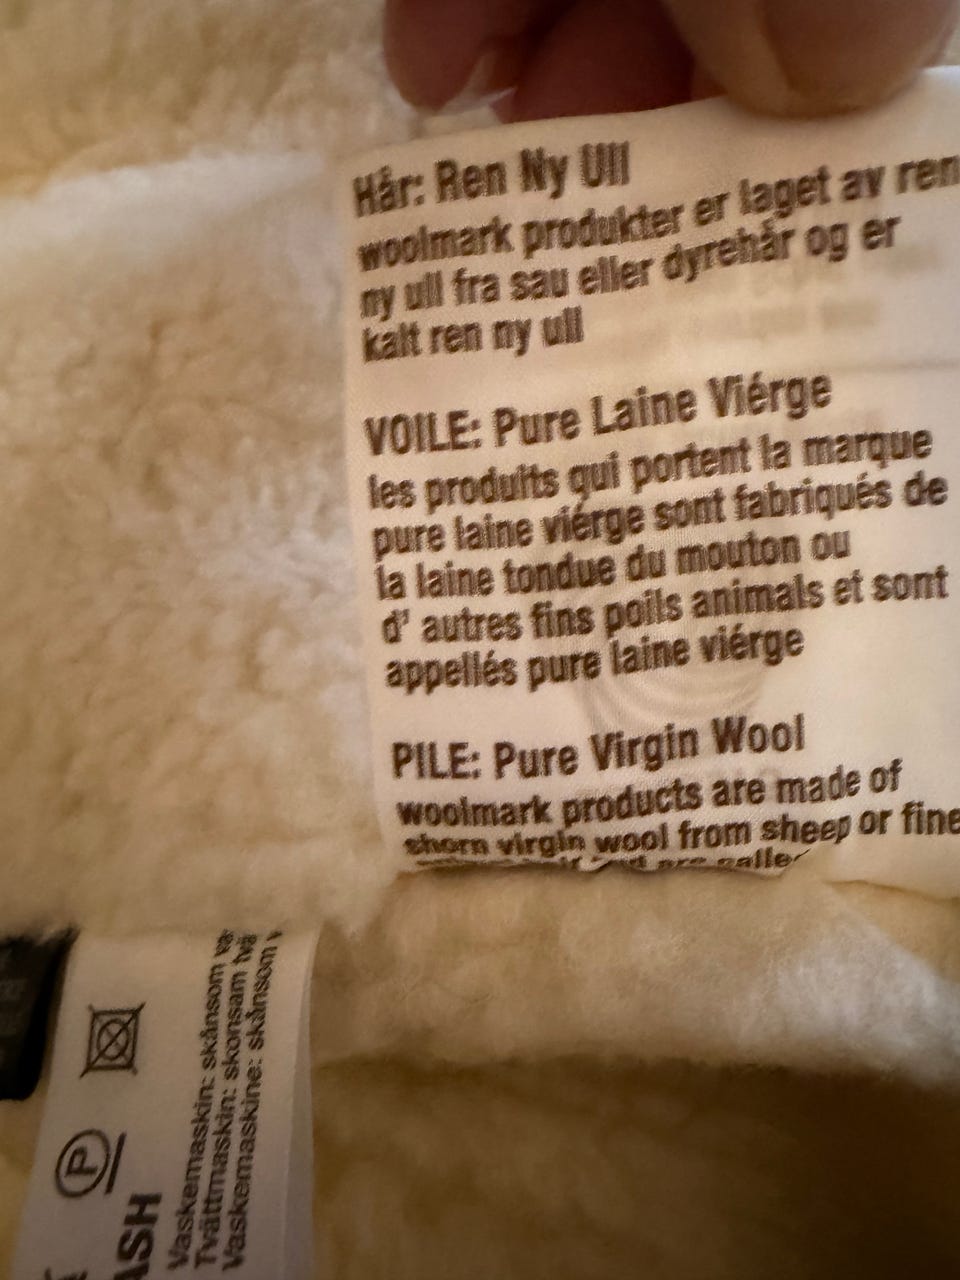 Hår: Ren Ny Ull
woolmark produkter er laget av ren
ny ull fra sau eller dyrehår og er
kalt ren ny ull
VOILE: Pure Laine Viérge
les produits qui portent la marque
pure laine viérge sont fabriqués de
la laine tondue du mouton ou
d' autres fins poils animals et sont
appellés pure laine viérge
PILE: Pure Virgin Wool
woolmark products are made of
shorn virgin wool from sheep or fine
P
ASH
Vaskemaskin: skånsom
Tvättmaskin: skonsam
Vaskemaskine: skånsom